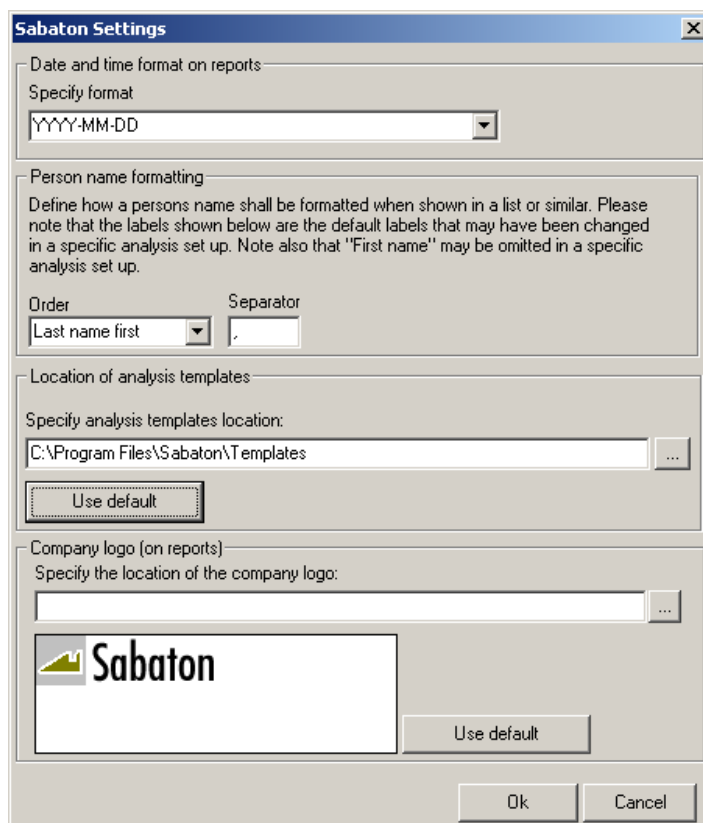 Sabaton Settings
Date and time format on reports
Specify format
YYYY-MM-DD
Person name formatting
Define how a persons name shall be formatted when shown in a list or similar. Please
note that the labels shown below are the default labels that may have been changed
in a specific analysis set up. Note also that "First name" may be omitted in a specific
analysis set up.
Order Separator
Last name first ,
Location of analysis templates
Specify analysis templates location:
C:\Program Files\Sabaton\Templates ...
Use default
Company logo (on reports)
Specify the location of the company logo:
...
Sabaton
Use default
Ok Cancel